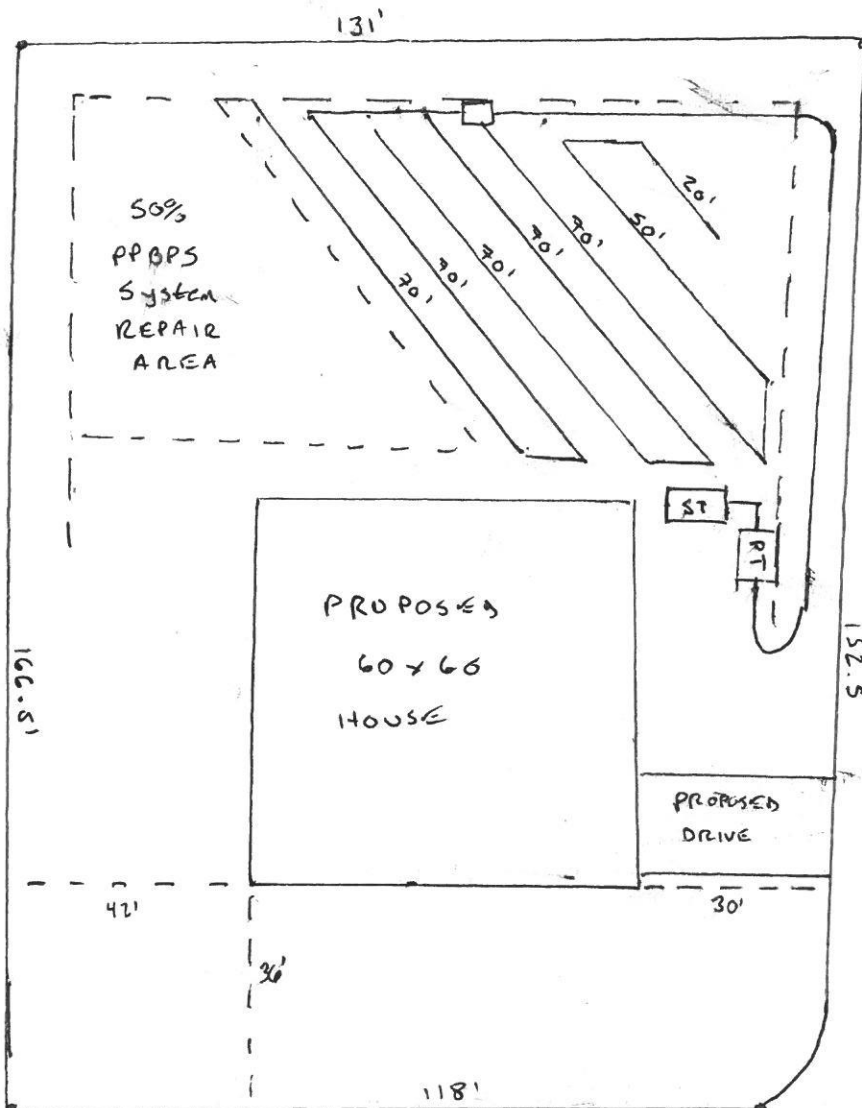 131'
50%
PPBPS
System
REPAIR
AREA
70'
70'
70'
70'
70'
50'
20'
ST
RT
PROPOSED
60 x 60
HOUSE
166.5'
152.5
PROPOSED
DRIVE
42'
30'
36'
118'